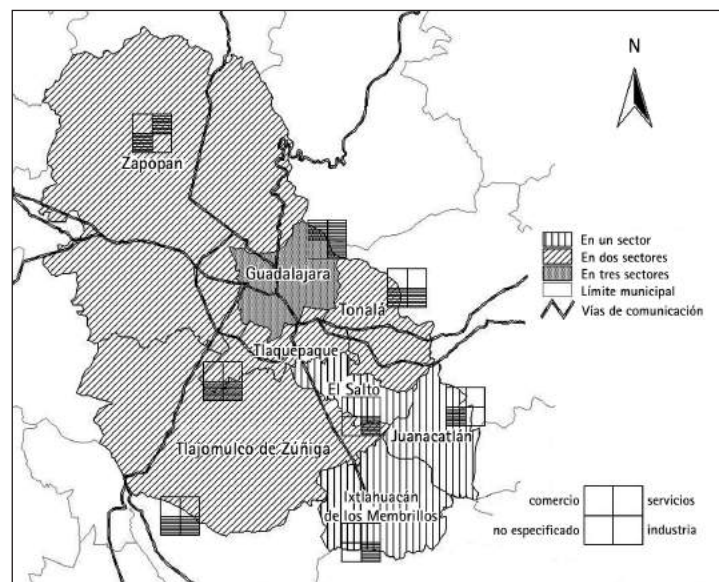 N
Zapopan
Guadalajara
Tonalá
Tlaquepaque
El Salto
Juanacatlán
Tlajomulco de Zúñiga
Ixtlahuacán
de los Membrillos
En un sector
En dos sectores
En tres sectores
Límite municipal
Vías de comunicación
comercio servicios
no especificado industria